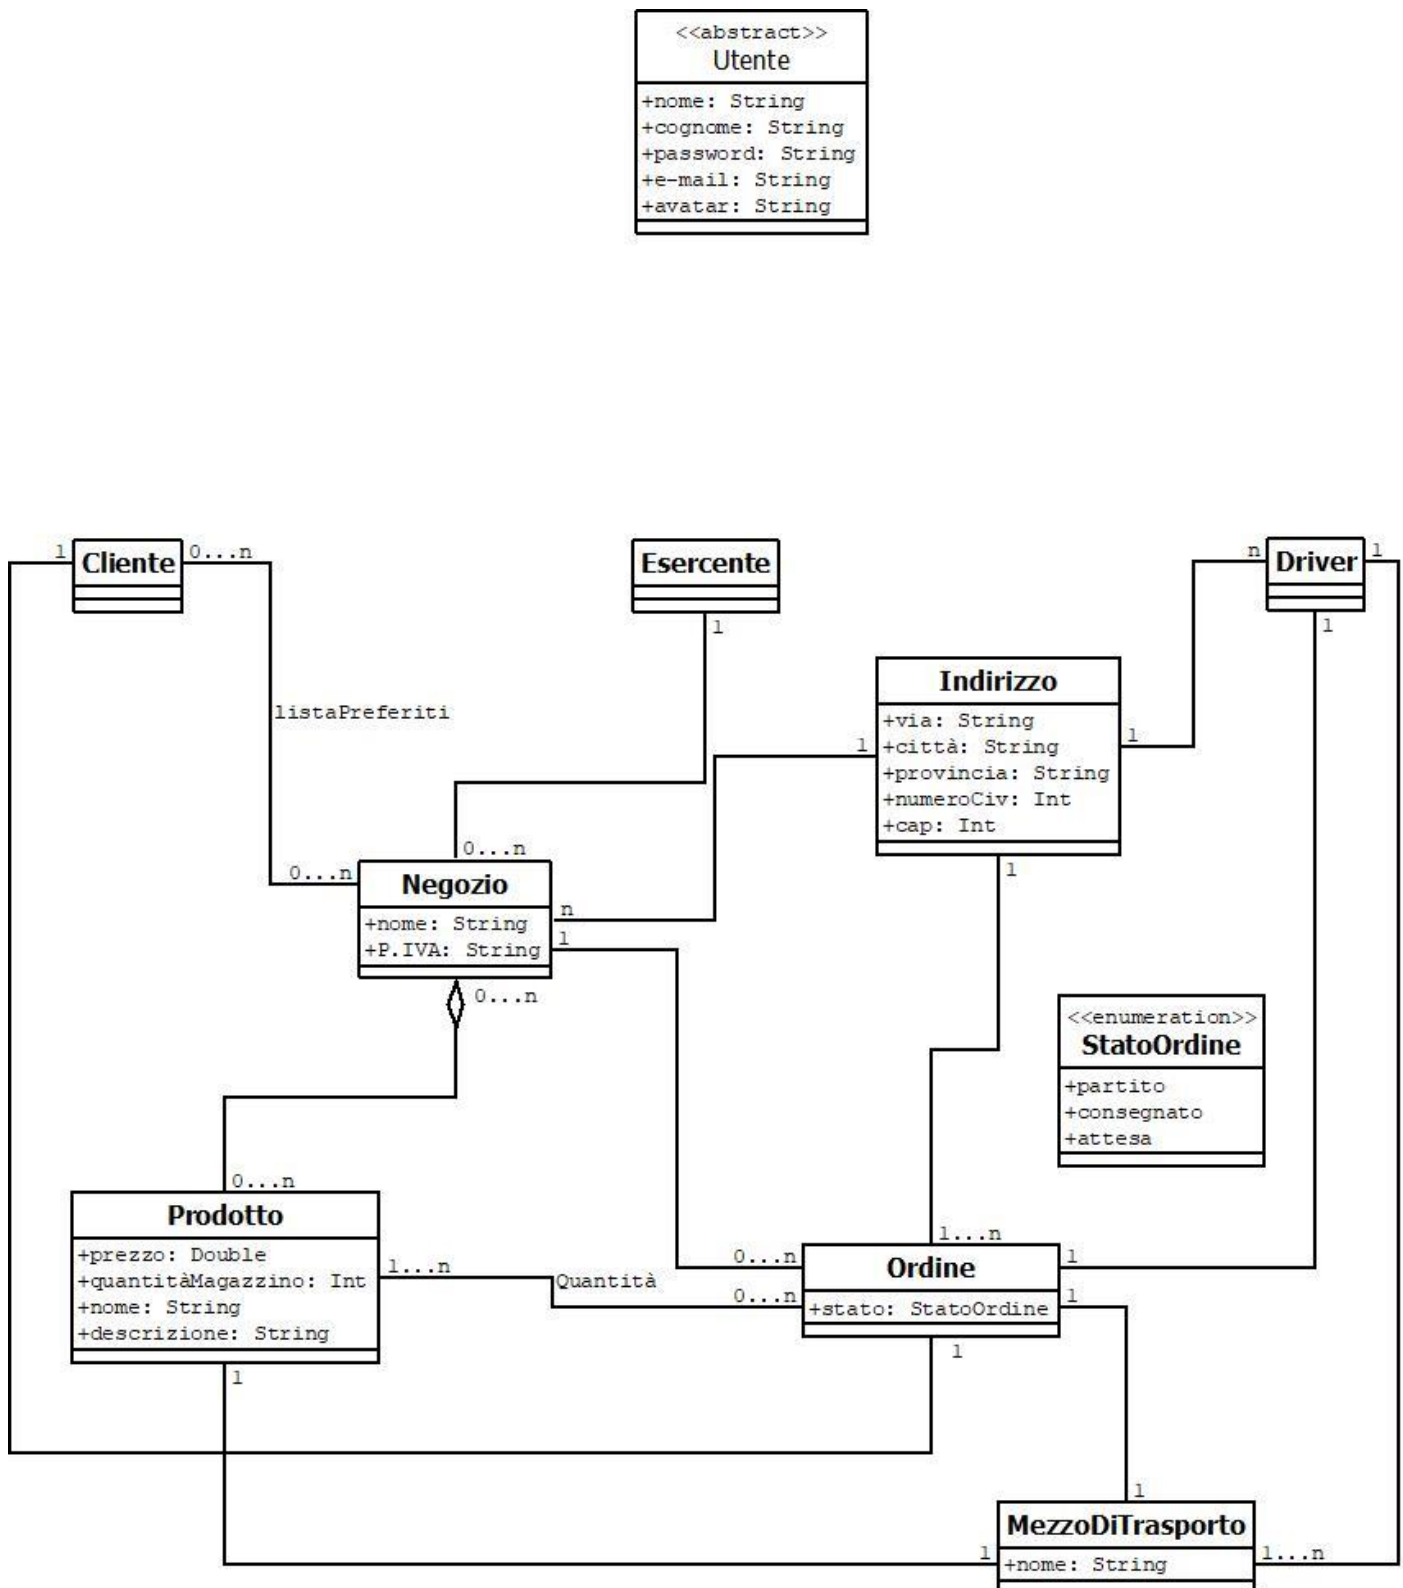 <<abstract>>
Utente
+nome: String
+cognome: String
+password: String
+e-mail: String
+avatar: String
1
Cliente
0...n
Esercente
1
n
Driver
1
1
listaPreferiti
Indirizzo
+via: String
+città: String
+provincia: String
+numeroCiv: Int
+cap: Int
1
1
1
0...n
0...n
Negozio
+nome: String
+P.IVA: String
n
1
0...n
<<enumeration>>
StatoOrdine
+partito
+consegnato
+attesa
0...n
Prodotto
+prezzo: Double
+quantitàMagazzino: Int
+nome: String
+descrizione: String
1...n
1
Quantità
1...n
0...n
0...n
Ordine
+stato: StatoOrdine
1
1
1
1
MezzoDiTrasporto
+nome: String
1
1...n